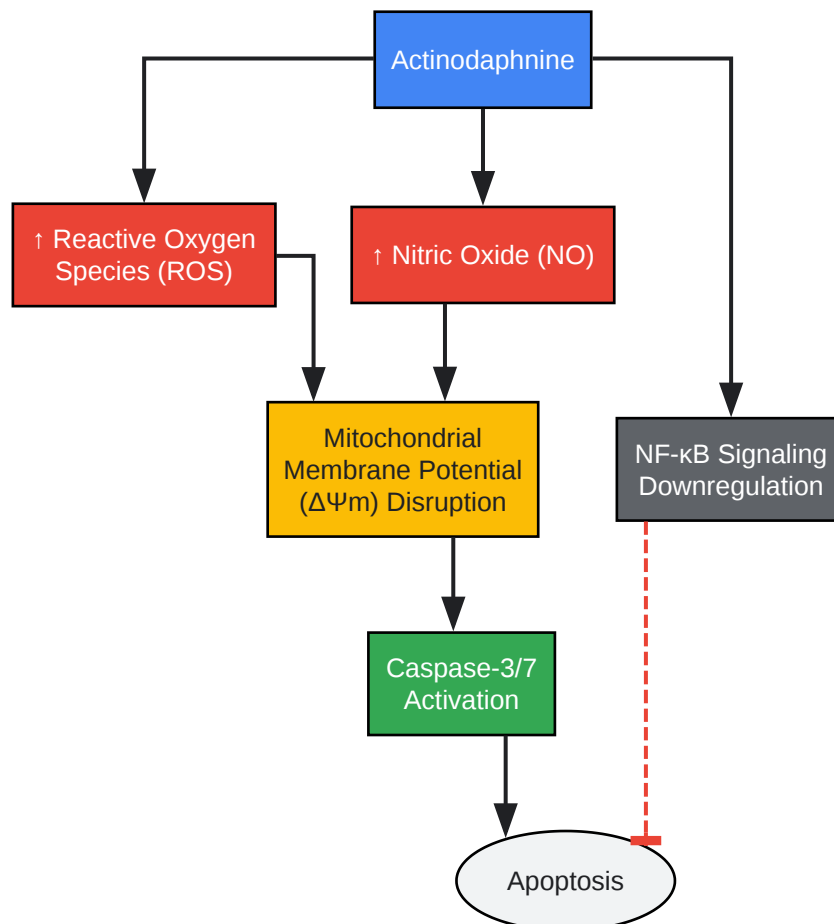 Actinodaphnine
↑ Reactive Oxygen
Species (ROS)
↑ Nitric Oxide (NO)
Mitochondrial
Membrane Potential
(ΔΨm) Disruption
NF-κB Signaling
Downregulation
Caspase-3/7
Activation
Apoptosis